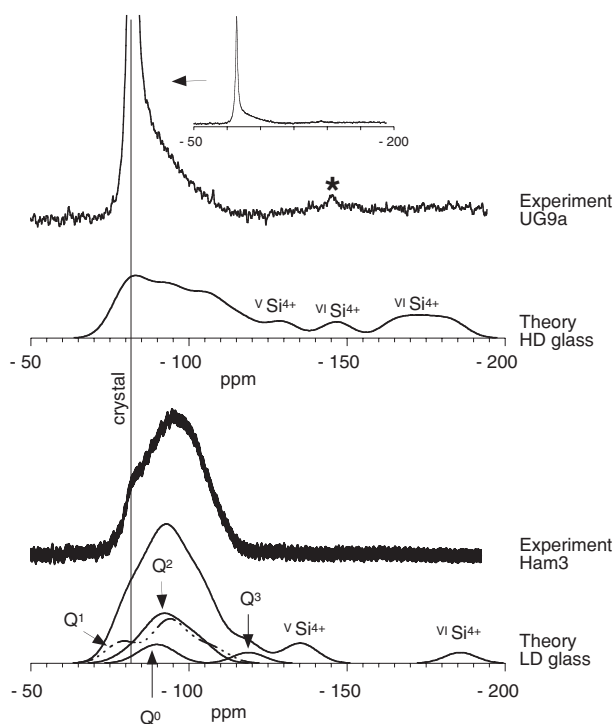 - 50
- 200
*
Experiment
UG9a
V Si4+
VI Si4+
VI Si4+
Theory
HD glass
- 50
- 100
- 150
- 200
ppm
crystal
Experiment
Ham3
Q1
Q2
Q3
V Si4+
VI Si4+
Theory
LD glass
- 50
- 100
- 150
- 200
Q0
ppm